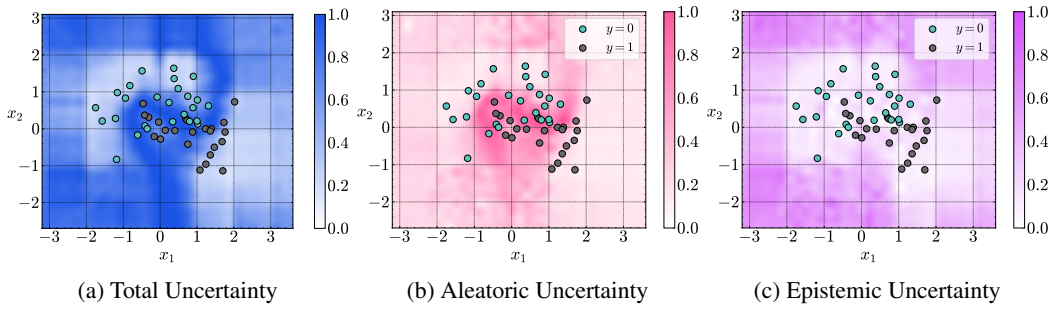 3
2
1
0
−1
−2
x₂
−3 −2 −1 0 1 2 3
x₁
1.0
0.8
0.6
0.4
0.2
0.0
(a) Total Uncertainty
3
2
1
0
−1
−2
x₂
y = 0
y = 1
−3 −2 −1 0 1 2 3
x₁
1.0
0.8
0.6
0.4
0.2
0.0
(b) Aleatoric Uncertainty
3
2
1
0
−1
−2
x₂
y = 0
y = 1
−3 −2 −1 0 1 2 3
x₁
1.0
0.8
0.6
0.4
0.2
0.0
(c) Epistemic Uncertainty